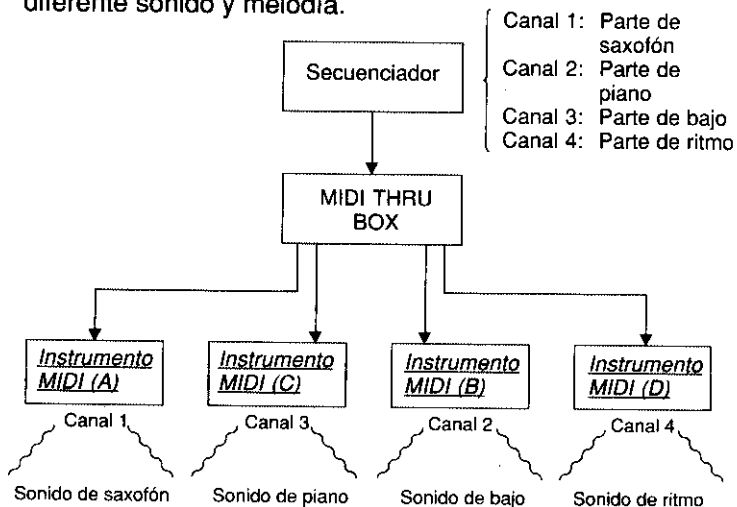 diferente sonido y melodía.
Secuenciador
Canal 1: Parte de
saxofón
Canal 2: Parte de
piano
Canal 3: Parte de bajo
Canal 4: Parte de ritmo
MIDI THRU
BOX
Instrumento
MIDI (A)
Instrumento
MIDI (C)
Instrumento
MIDI (B)
Instrumento
MIDI (D)
Canal 1
Canal 3
Canal 2
Canal 4
Sonido de saxofón
Sonido de piano
Sonido de bajo
Sonido de ritmo